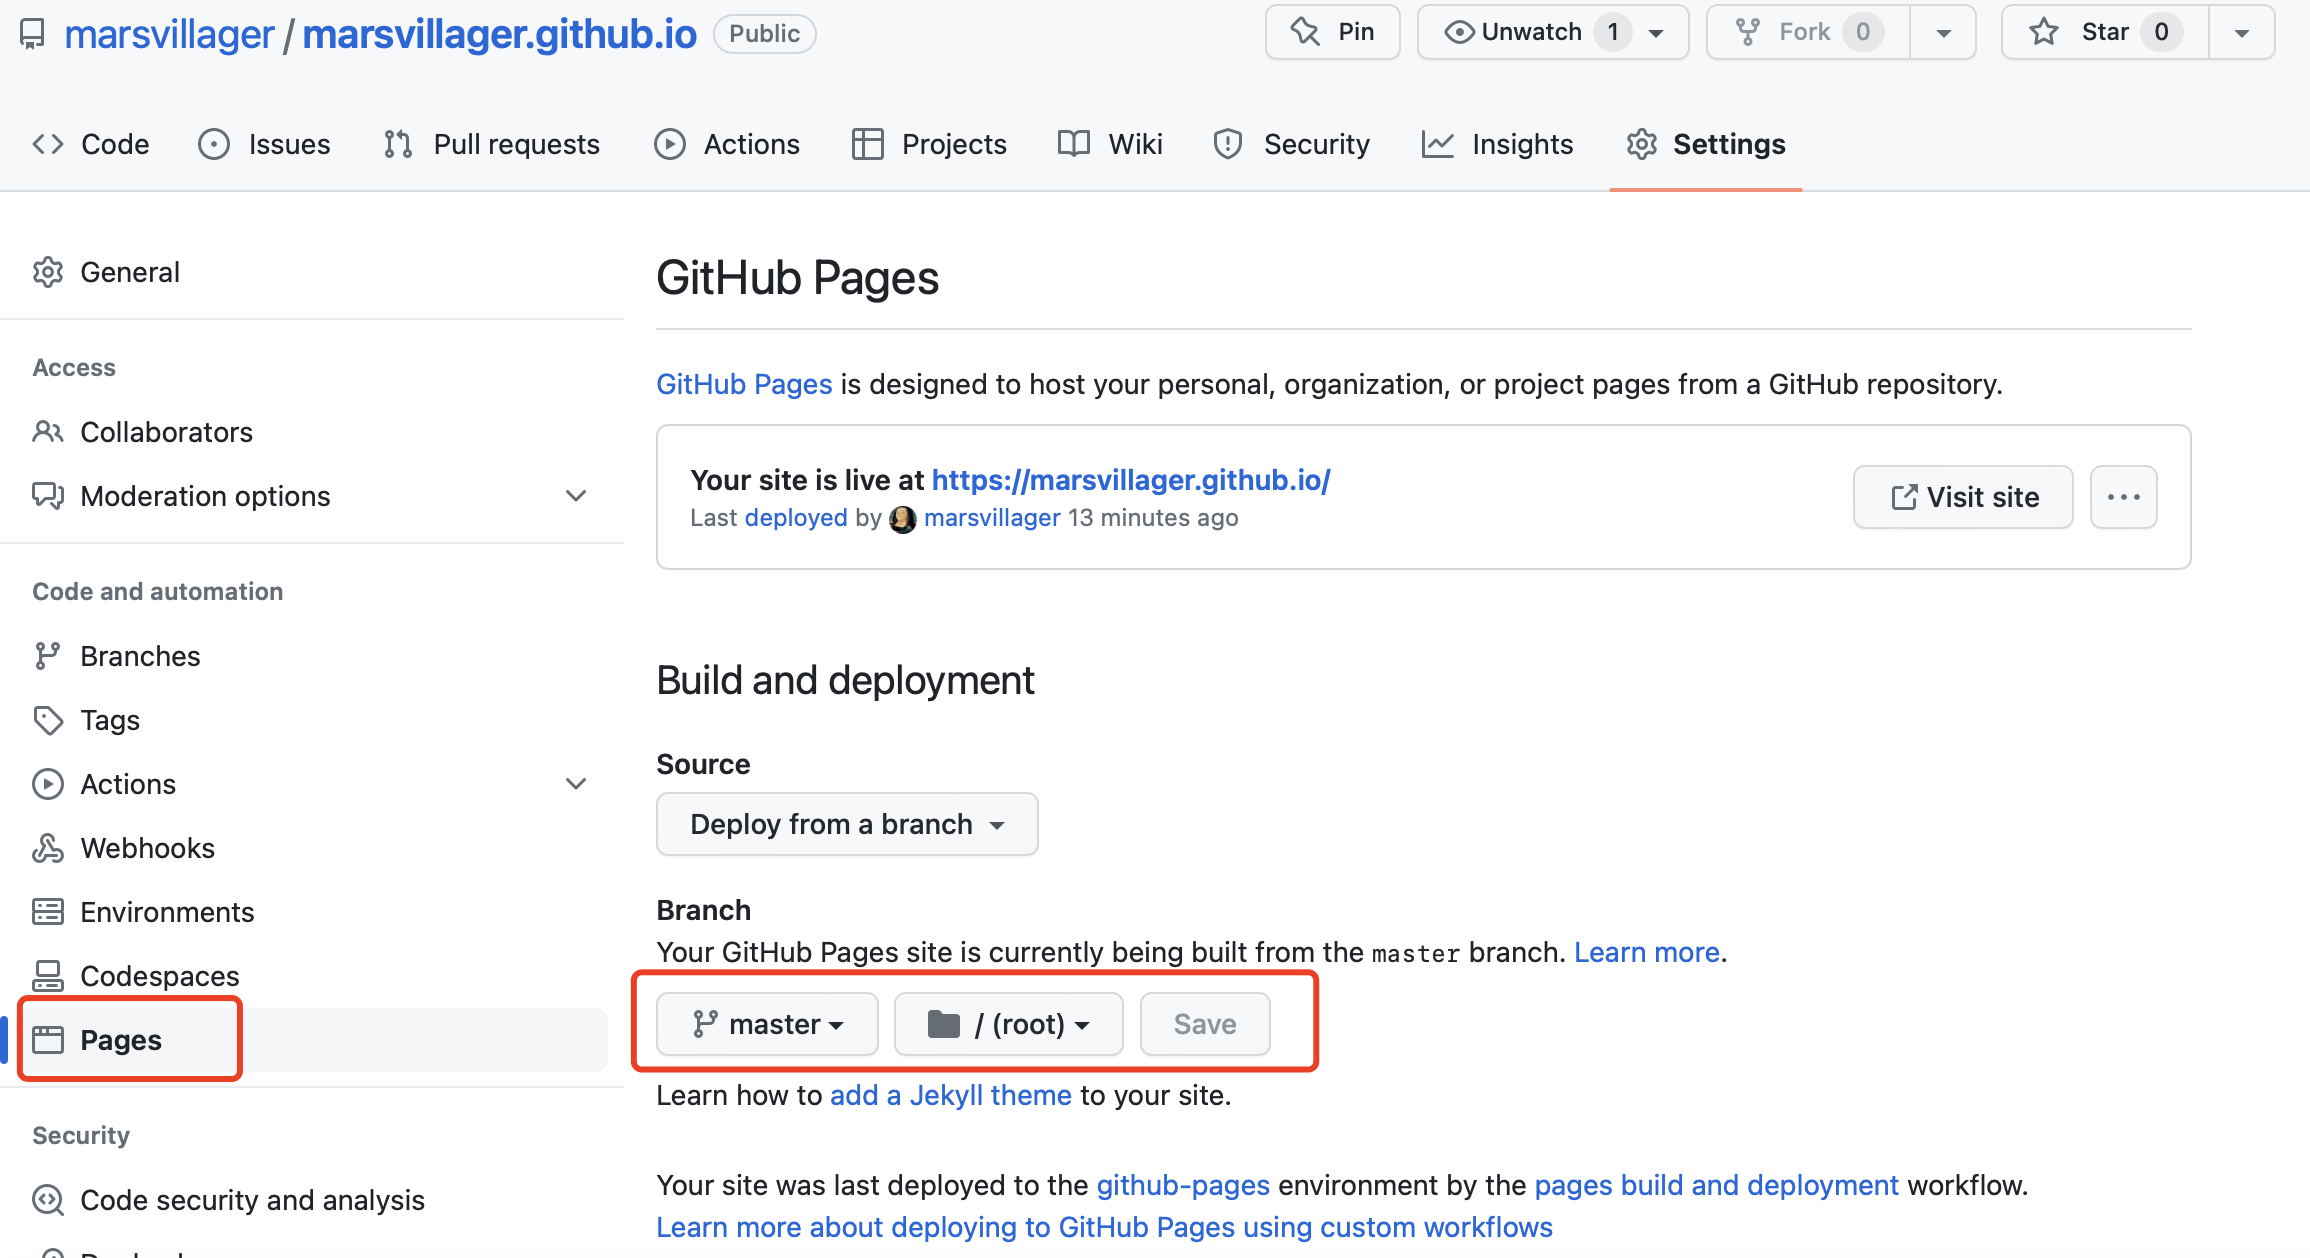 marsvillager / marsvillager.github.io Public Pin Unwatch 1 Fork 0 Star 0
Code Issues Pull requests Actions Projects Wiki Security Insights Settings
General
Access
Collaborators
Moderation options
Code and automation
Branches
Tags
Actions
Webhooks
Environments
Codespaces
Pages
Security
Code security and analysis
GitHub Pages
GitHub Pages is designed to host your personal, organization, or project pages from a GitHub repository.
Your site is live at https://marsvillager.github.io/
Last deployed by marsvillager 13 minutes ago
Visit site
Build and deployment
Source
Deploy from a branch
Branch
Your GitHub Pages site is currently being built from the master branch. Learn more.
master / (root) Save
Learn how to add a Jekyll theme to your site.
Your site was last deployed to the github-pages environment by the pages build and deployment workflow.
Learn more about deploying to GitHub Pages using custom workflows